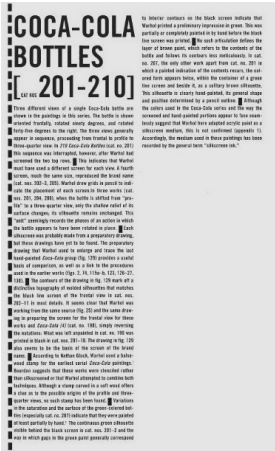 COCA-COLA
BOTTLES
[CAT NOS. 201-210]
Three different views of a single Coca-Cola bottle are
shown in the paintings in this series. The bottle is shown
oriented frontally, rotated ninety degrees, and rotated
forty-five degrees to the right; the three views generally
appear in sequence, proceeding from frontal to profile to
three-quarter view. In 210 Coca-Cola Bottles (cat. no.
this sequence was interrupted, however, after Warhol had
screened the two top rows. This indicates that Warhol
must have used a different screen for each view. A fourth
screen, much the same size, reproduced the brand name
(cat. nos. 203-2, 205). Warhol drew grids in pencil to indi-
cate the placement of each screen in three works (cat.
nos. 201, 204, 206), when the bottle is shifted from "pro-
file" to a three-quarter view, only the shallow relief of its
surface changes, its silhouette remains unchanged. This
"unit" seemingly records the phases of an action in which
the bottle appears to have been rotated in place. Each
silkscreen was probably made from a preparatory drawing,
but these drawings have yet to be found. The preparatory
drawing that Warhol used to enlarge and trace the last
hand-painted Coca-Cola group (fig. 129) provides a useful
basis of comparison, as well as a link to the procedures
used in the earlier works (figs. 2, 74, 115a-b, 123, 126-27,
The contours of the drawing in fig. 129 mark off a
distinctive topography of molded silhouettes that matches
the black line screen of the frontal view in cat. nos.
203-11 in most details. It seems clear that Warhol was
working from the same source (fig. 25) and the same draw-
ing in preparing the screen for the frontal view for these
works and Coca-Cola [4] (cat. no. 198), simply reversing
the notations: What was left unpainted in cat. no. 198 was
printed in black in cat. nos. 201-10. The drawing in fig. 129
also seems to be the basis of the screen of the brand
name. According to Nathan Gluck, Warhol used a balsa-
wood stamp for the earliest serial Coca-Cola paintings.
Bourdon suggests that these works were stenciled rather
than silkscreened or that Warhol attempted to combine both
techniques. Although a stamp carved in a soft wood offers
a clue as to the possible origins of the profile and three-
quarter views, no such stamp has been found. Variations
in the saturation and the surface of the green-colored bot-
tles (especially cat. no. 201) indicate that they were painted
at least partially by hand. The continuous green silhouette
visible behind the black screen in cat. nos. 201-3 and the
way in which gaps in the green paint generally correspond
to interior contours on the black screen indicate that
Warhol printed a preliminary impression in green. This was
partially or completely painted in by hand before the black
line screen was printed. No such articulation defines the
layer of brown paint, which refers to the contents of the
bottle and follows its contours less meticulously. In cat.
no. 207, the only other work apart from cat. no. 201 in
which a painted indication of the contents recurs, the col-
ored form appears twice, within the container of a green
line screen and beside it, as a solitary brown silhouette.
This silhouette is clearly hand-painted, its general shape
and position determined by a pencil outline. Although
the colors used in the Coca-Cola series and the way the
screened and hand-painted portions appear to fuse seam-
lessly suggest that Warhol here adapted acrylic paint as a
silkscreen medium, this is not confirmed (appendix 1).
Accordingly, the medium used in these paintings has been
recorded by the general term "silkscreen ink."